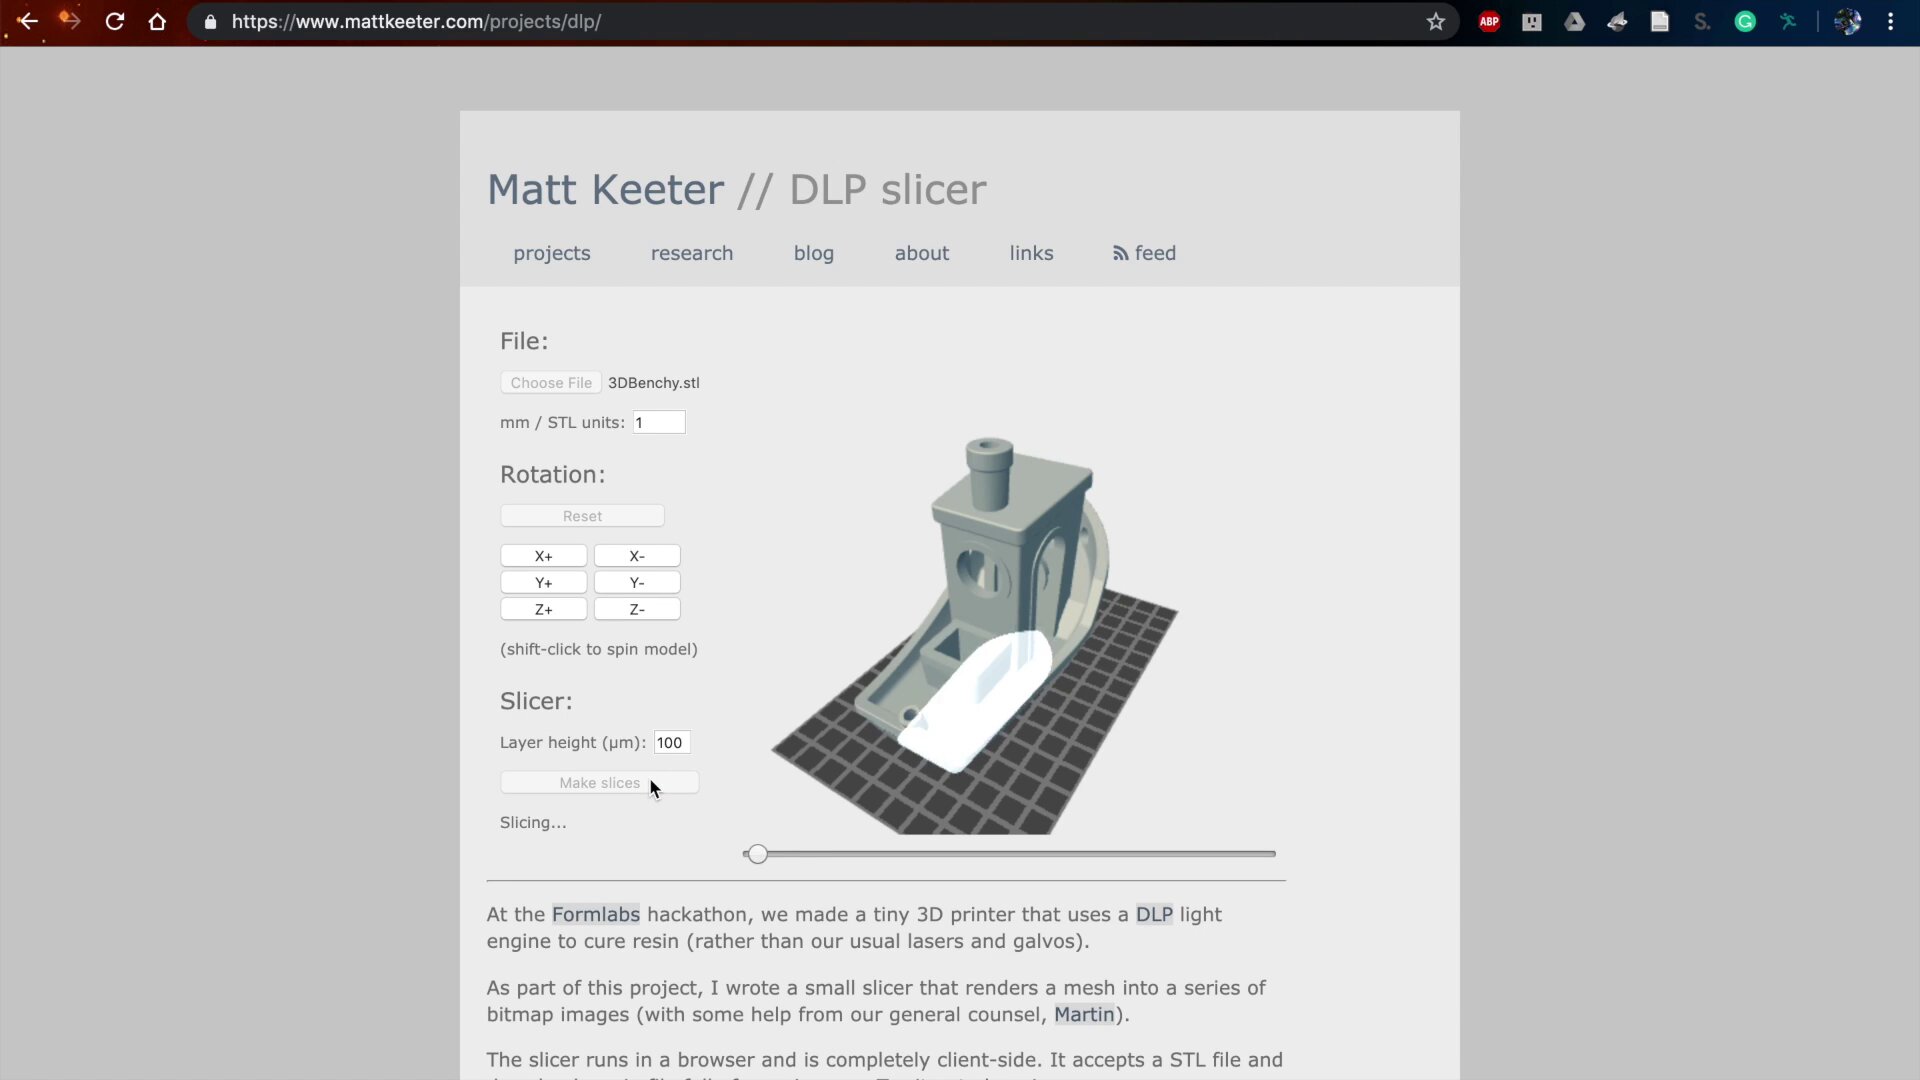 https://www.mattkeeter.com/projects/dlp/
ABP
S.
Matt Keeter // DLP slicer
projects research blog about links feed
File:
Choose File 3DBenchy.stl
mm / STL units: 1
Rotation:
Reset
X+ X-
Y+ Y-
Z+ Z-
(shift-click to spin model)
Slicer:
Layer height (µm): 100
Make slices
Slicing...
At the Formlabs hackathon, we made a tiny 3D printer that uses a DLP light
engine to cure resin (rather than our usual lasers and galvos).
As part of this project, I wrote a small slicer that renders a mesh into a series of
bitmap images (with some help from our general counsel, Martin).
The slicer runs in a browser and is completely client-side. It accepts a STL file and